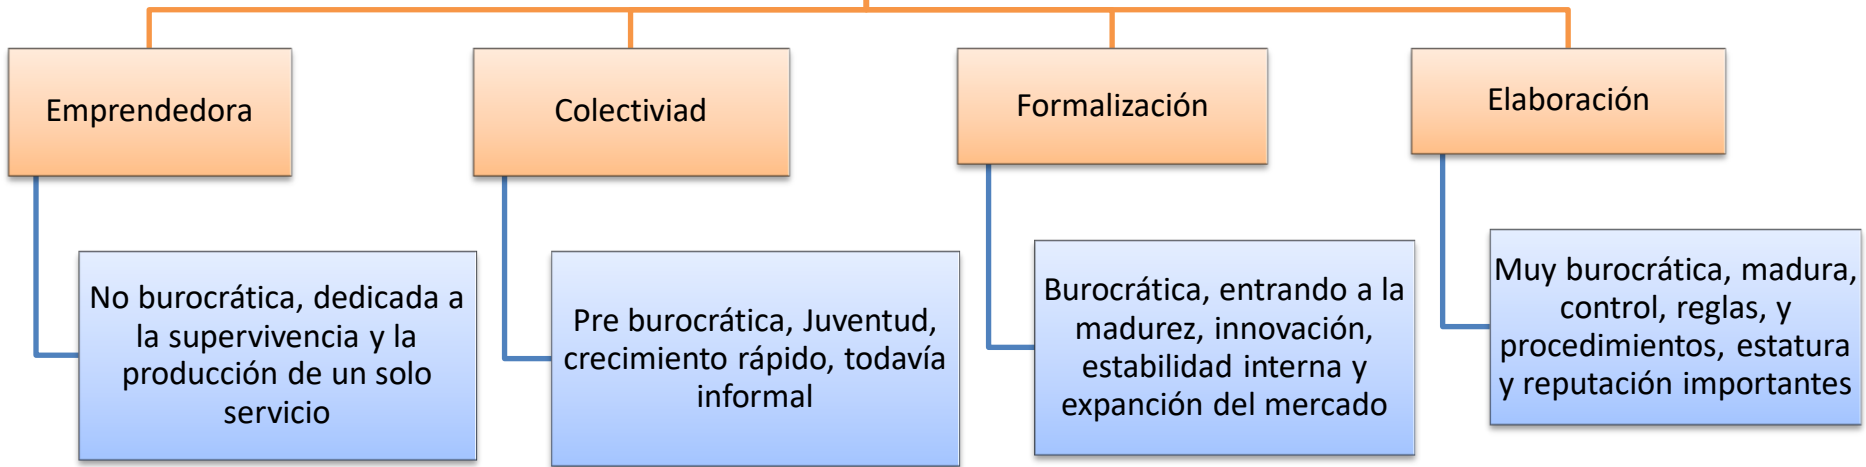 Emprendedora
No burocrática, dedicada a
la supervivencia y la
producción de un solo
servicio
Colectiviad
Pre burocrática, Juventud,
crecimiento rápido, todavía
informal
Formalización
Burocrática, entrando a la
madurez, innovación,
estabilidad interna y
expanción del mercado
Elaboración
Muy burocrática, madura,
control, reglas, y
procedimientos, estatura
y reputación importantes